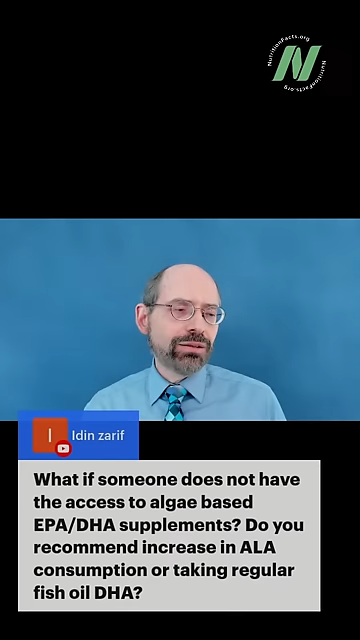 NutritionFacts.org
N
NutritionFacts.org
I
Idin zarif
What if someone does not have
the access to algae based
EPA/DHA supplements? Do you
recommend increase in ALA
consumption or taking regular
fish oil DHA?